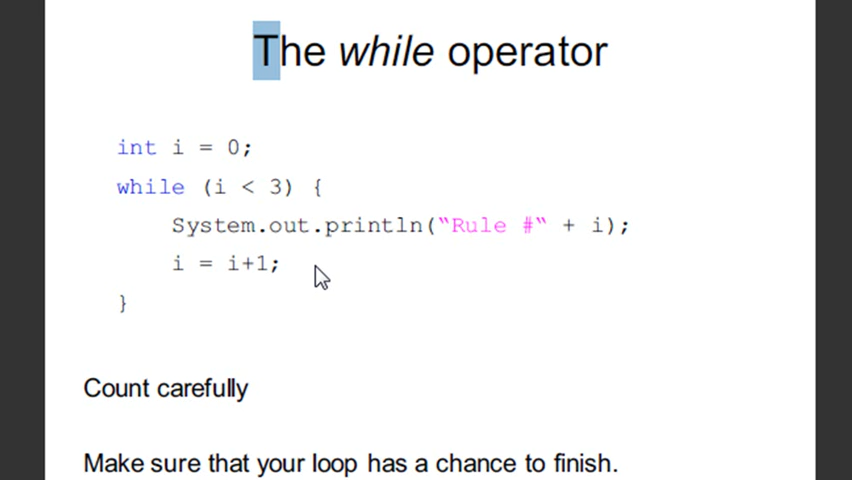 The while operator
int i = 0;
while (i < 3) {
System.out.println(“Rule #“ + i);
i = i+1;
}
Count carefully
Make sure that your loop has a chance to finish.